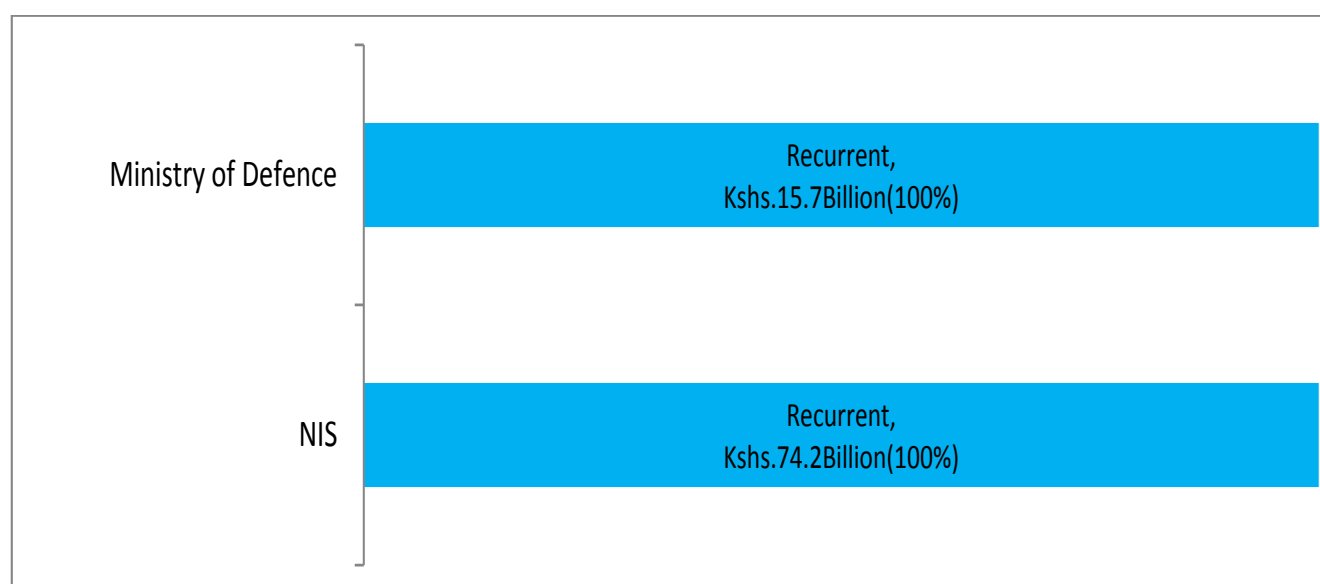 Ministry of Defence
Recurrent,
Kshs.15.7Billion(100%)
NIS
Recurrent,
Kshs.74.2Billion(100%)